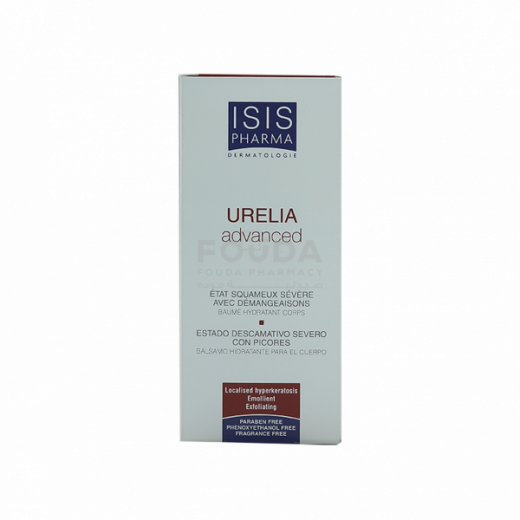 ISIS
PHARMA
DERMATOLOGIE
URELIA
advanced
FOUDA
FOUDA PHARMACY
ÉTAT SQUAMEUX SÉVÈRE
AVEC DÉMANGEAISONS
BAUME HYDRATANT CORPS
ESTADO DESCAMATIVO SEVERO
CON PICORES
BALSAMO HIDRATANTE PARA EL CUERPO
Localised hyperkeratosis
Emollient
Exfoliating
PARABEN FREE
PHENOXYETHANOL FREE
FRAGRANCE FREE